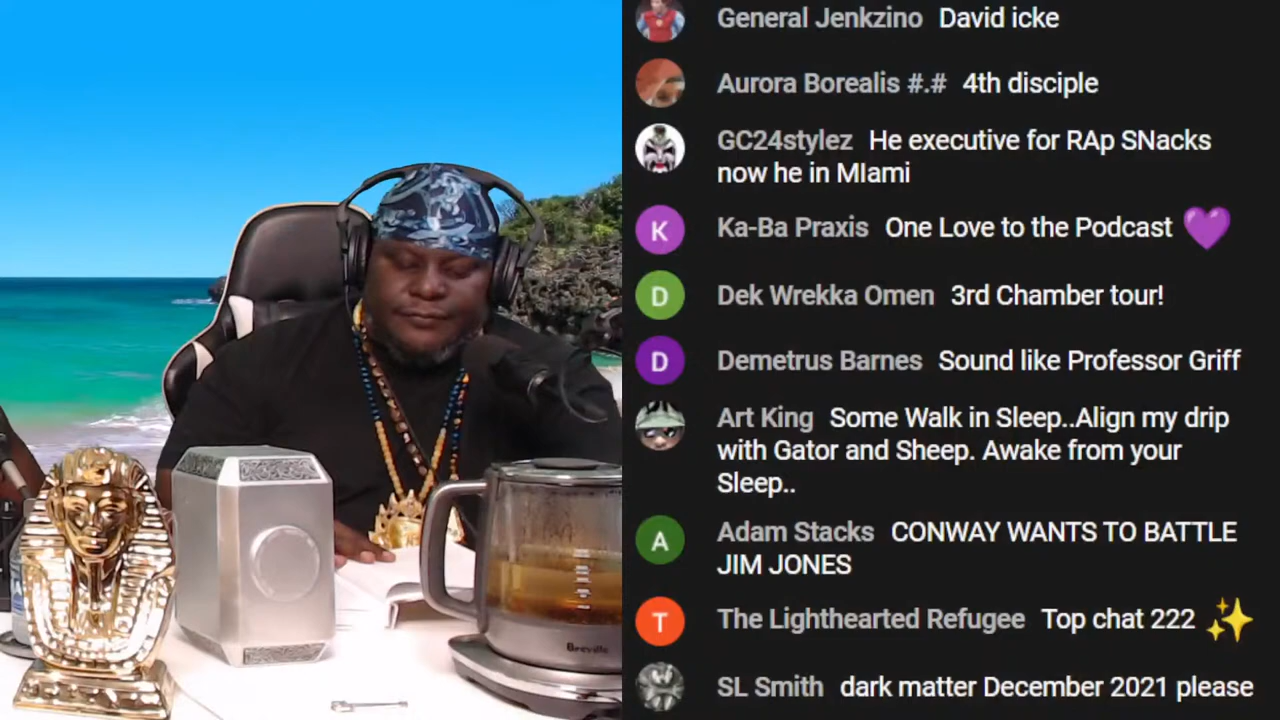 General Jenkzino David icke
Aurora Borealis #.# 4th disciple
GC24stylez He executive for RAp SNacks
now he in MIami
K Ka-Ba Praxis One Love to the Podcast 💜
D Dek Wrekka Omen 3rd Chamber tour!
D Demetrus Barnes Sound like Professor Griff
Art King Some Walk in Sleep..Align my drip
with Gator and Sheep. Awake from your
Sleep..
A Adam Stacks CONWAY WANTS TO BATTLE
JIM JONES
T The Lighthearted Refugee Top chat 222 ✨
SL Smith dark matter December 2021 please
Breville